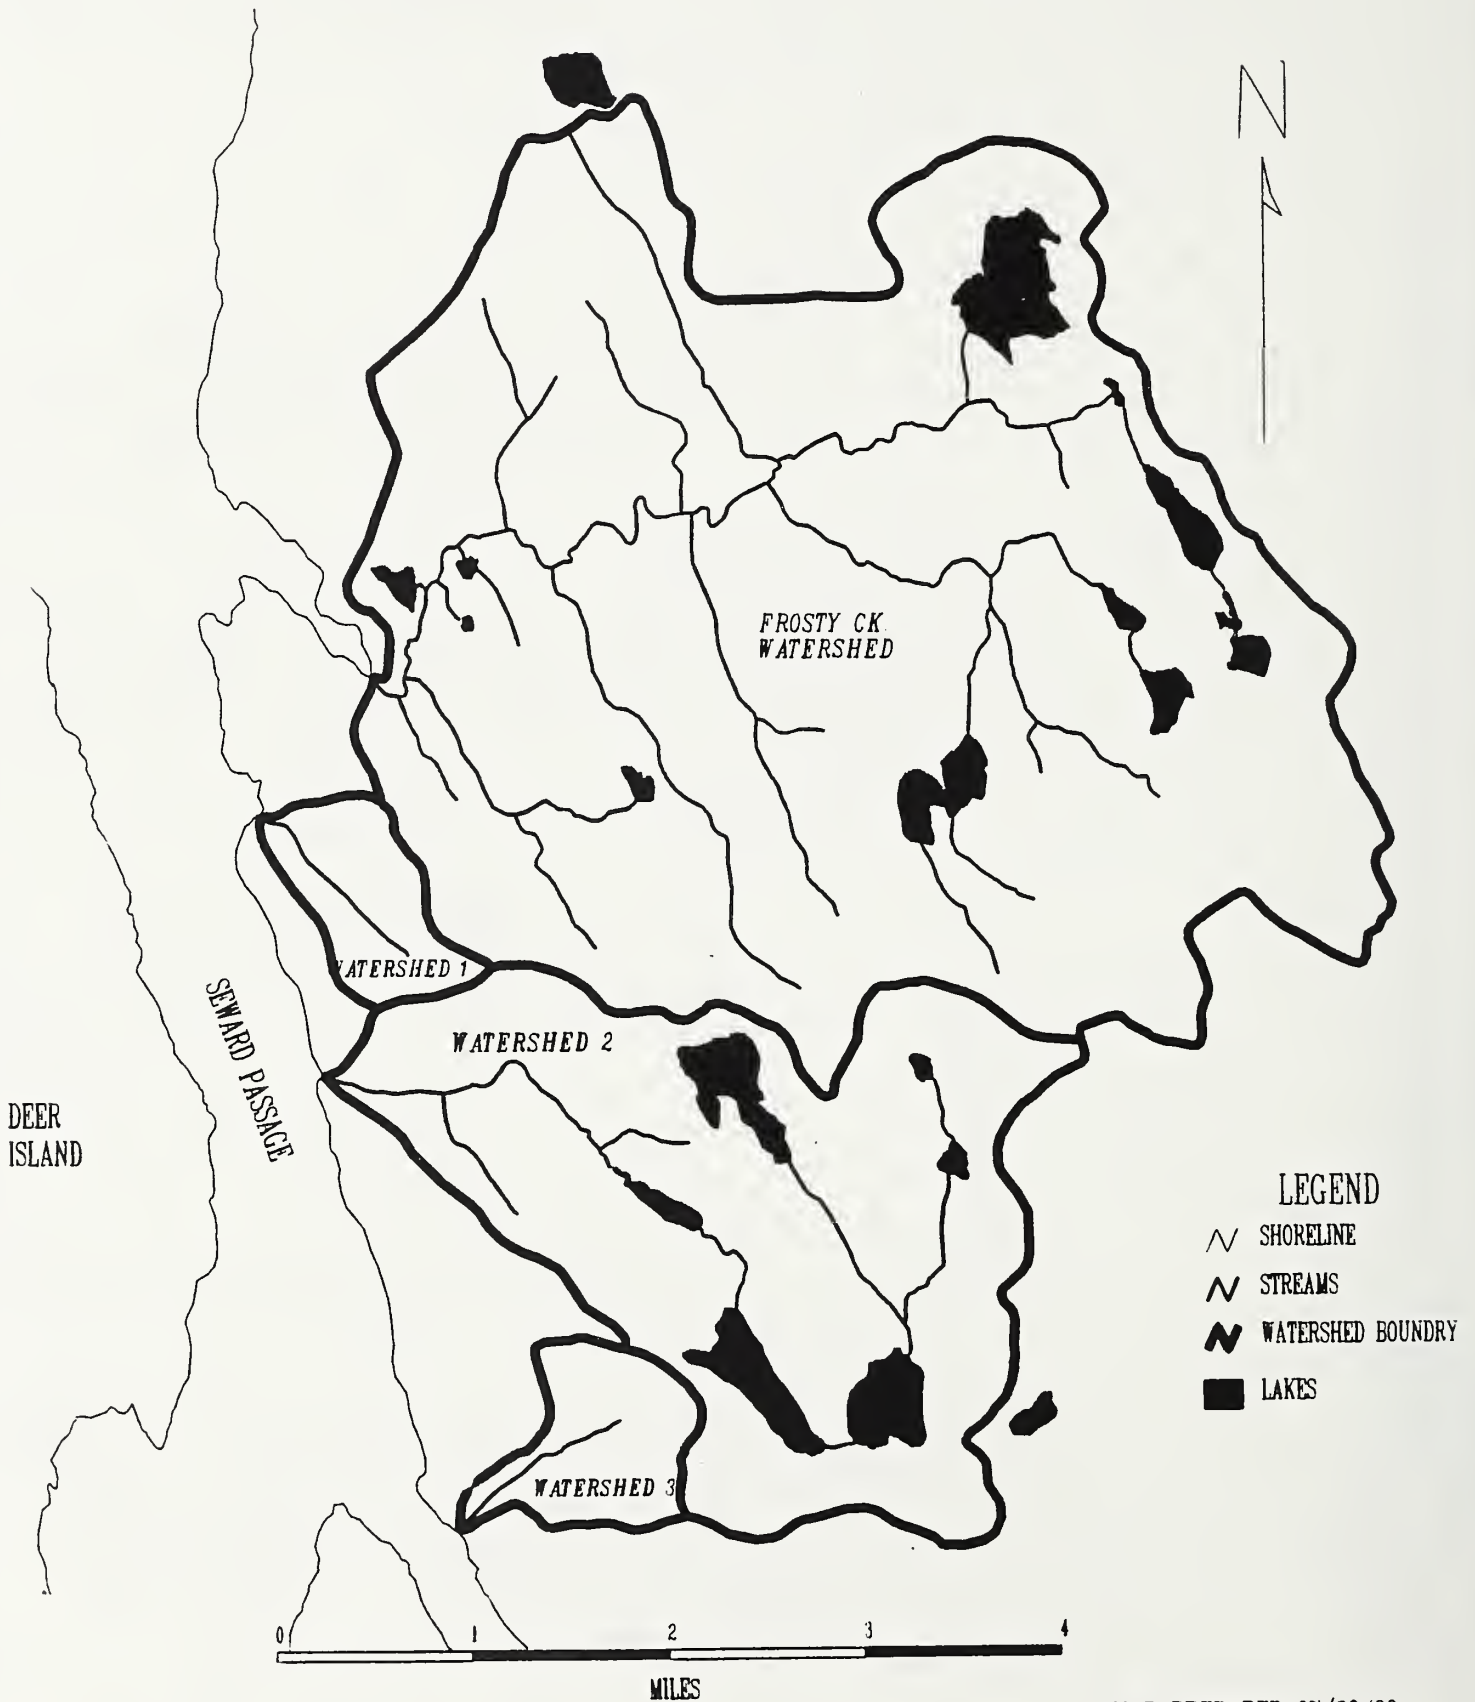 N
FROSTY CK.
WATERSHED
WATERSHED 1
WATERSHED 2
SEWARD PASSAGE
DEER
ISLAND
WATERSHED 3
LEGEND
SHORELINE
STREAMS
WATERSHED BOUNDRY
LAKES
0 1 2 3 4
MILES